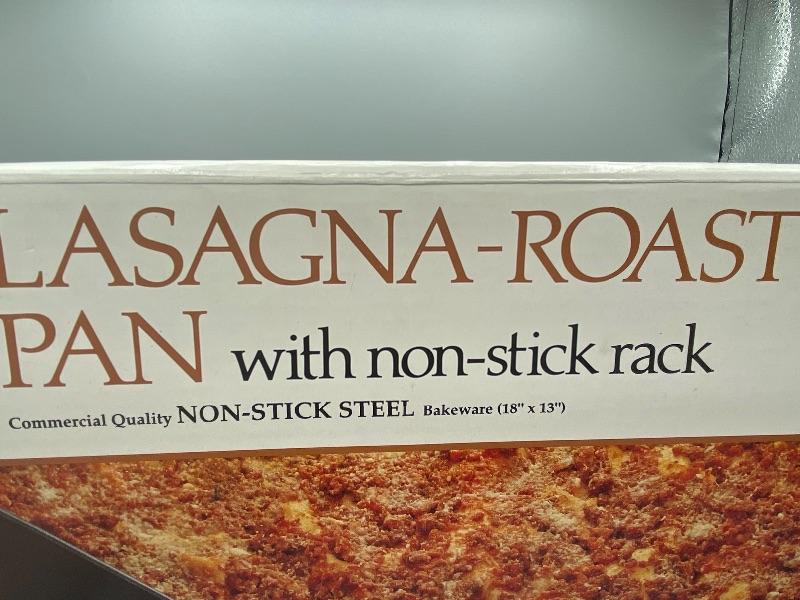 LASAGNA-ROAST
PAN with non-stick rack
Commercial Quality NON-STICK STEEL Bakeware (18" x 13")